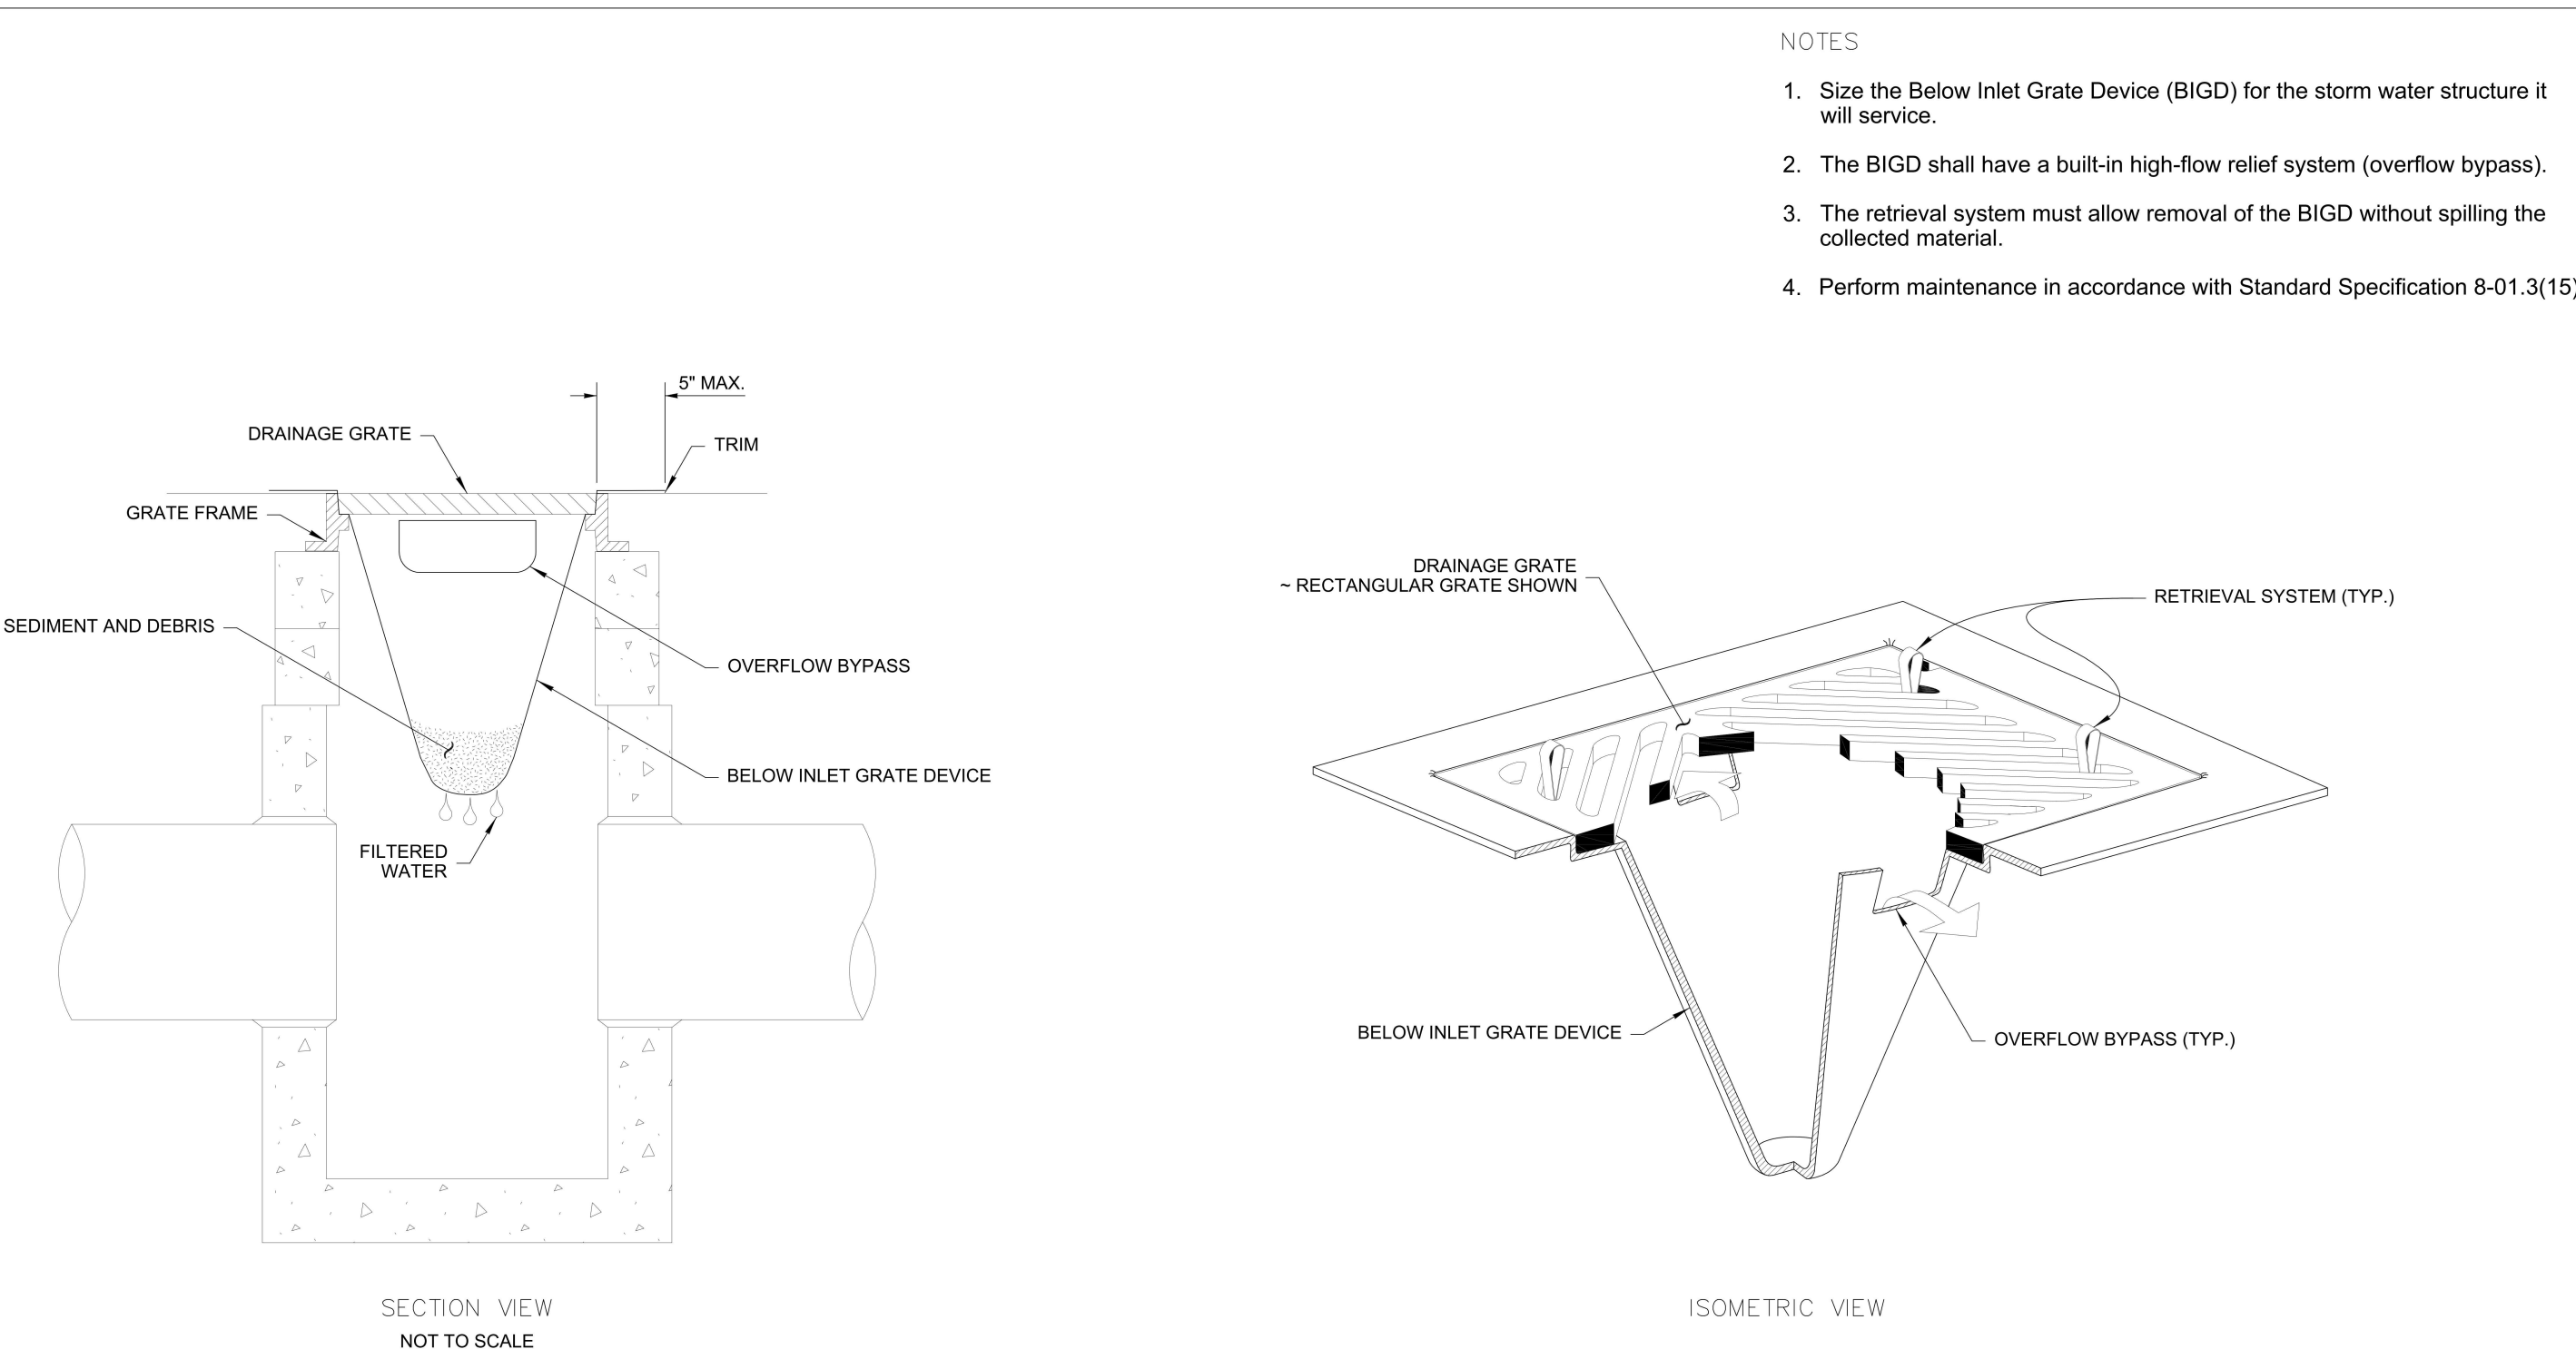 NOTES
1. Size the Below Inlet Grate Device (BIGD) for the storm water structure it
will service.
2. The BIGD shall have a built-in high-flow relief system (overflow bypass).
3. The retrieval system must allow removal of the BIGD without spilling the
collected material.
4. Perform maintenance in accordance with Standard Specification 8-01.3(15)
5" MAX.
DRAINAGE GRATE
TRIM
GRATE FRAME
SEDIMENT AND DEBRIS
OVERFLOW BYPASS
BELOW INLET GRATE DEVICE
FILTERED
WATER
SECTION VIEW
NOT TO SCALE
DRAINAGE GRATE
~ RECTANGULAR GRATE SHOWN
RETRIEVAL SYSTEM (TYP.)
BELOW INLET GRATE DEVICE
OVERFLOW BYPASS (TYP.)
ISOMETRIC VIEW